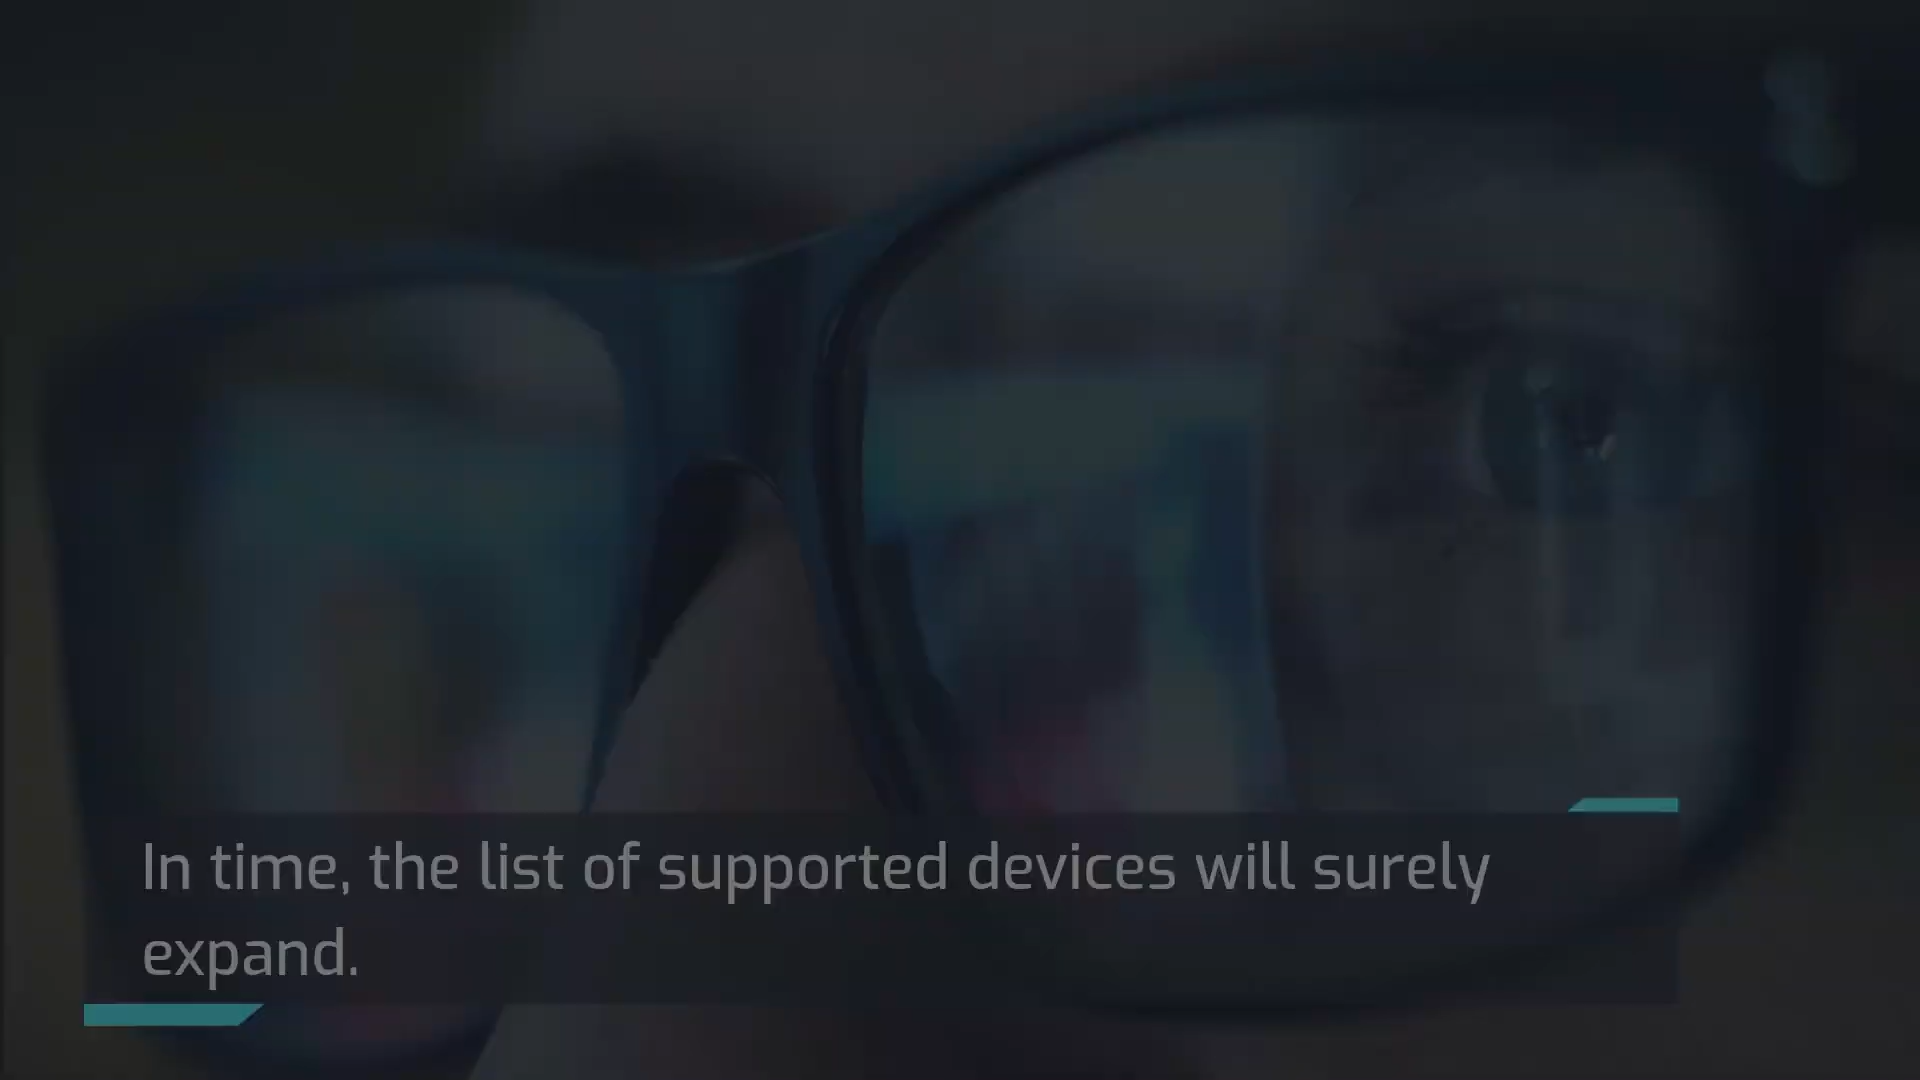 In time, the list of supported devices will surely
expand.